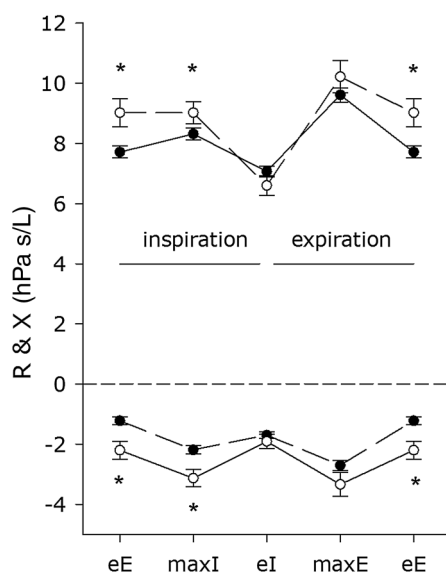 12
10
8
6
4
2
0
-2
-4
R & X (hPa s/L)
* * *
inspiration expiration
* * *
eE maxI eI maxE eE